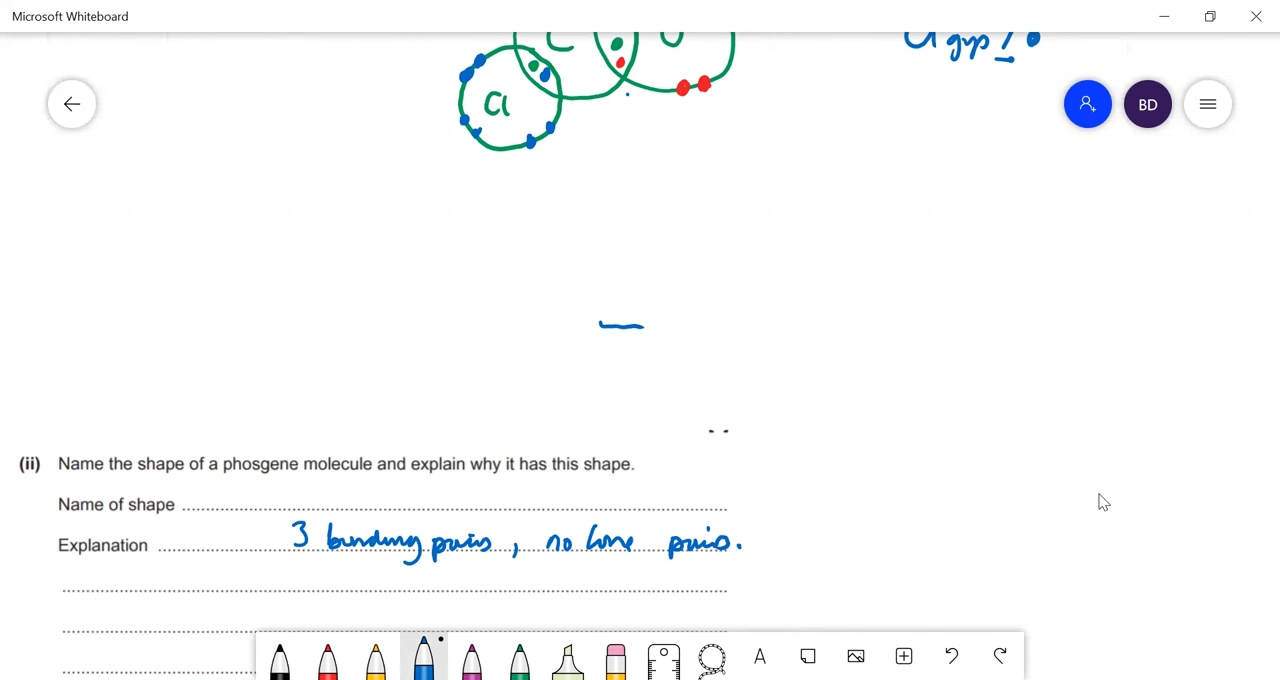 Microsoft Whiteboard
C
Cl
BD
(ii) Name the shape of a phosgene molecule and explain why it has this shape.
Name of shape
Explanation 3 bonding pairs, no lone pairs.
A